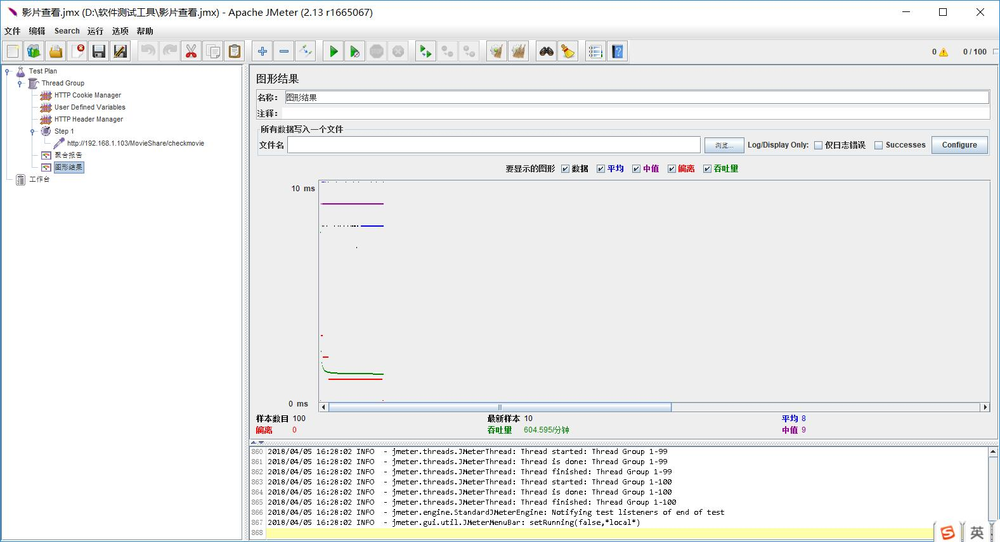 影片查看.jmx (D:\软件测试工具\影片查看.jmx) - Apache JMeter (2.13 r1665067)
文件 编辑 Search 运行 选项 帮助
0 0 / 100
Test Plan
Thread Group
HTTP Cookie Manager
User Defined Variables
HTTP Header Manager
Step 1
http://192.168.1.103/MovieShare/checkmovie
聚合报告
图形结果
工作台
图形结果
名称： 图形结果
注释：
所有数据写入一个文件
文件名 浏览... Log/Display Only: 仅日志错误 Successes Configure
要显示的图形 数据 平均 中值 偏离 吞吐量
10 ms
0 ms
样本数目 100 最新样本 10 平均 8
偏离 0 吞吐量 604.595/分钟 中值 9
860 2018/04/05 16:28:02 INFO - jmeter.threads.JMeterThread: Thread started: Thread Group 1-99
861 2018/04/05 16:28:02 INFO - jmeter.threads.JMeterThread: Thread is done: Thread Group 1-99
862 2018/04/05 16:28:02 INFO - jmeter.threads.JMeterThread: Thread finished: Thread Group 1-99
863 2018/04/05 16:28:02 INFO - jmeter.threads.JMeterThread: Thread started: Thread Group 1-100
864 2018/04/05 16:28:02 INFO - jmeter.threads.JMeterThread: Thread is done: Thread Group 1-100
865 2018/04/05 16:28:02 INFO - jmeter.threads.JMeterThread: Thread finished: Thread Group 1-100
866 2018/04/05 16:28:02 INFO - jmeter.engine.StandardJMeterEngine: Notifying test listeners of end of test
867 2018/04/05 16:28:02 INFO - jmeter.gui.util.JMeterMenuBar: setRunning(false,*local*)
868
S 英